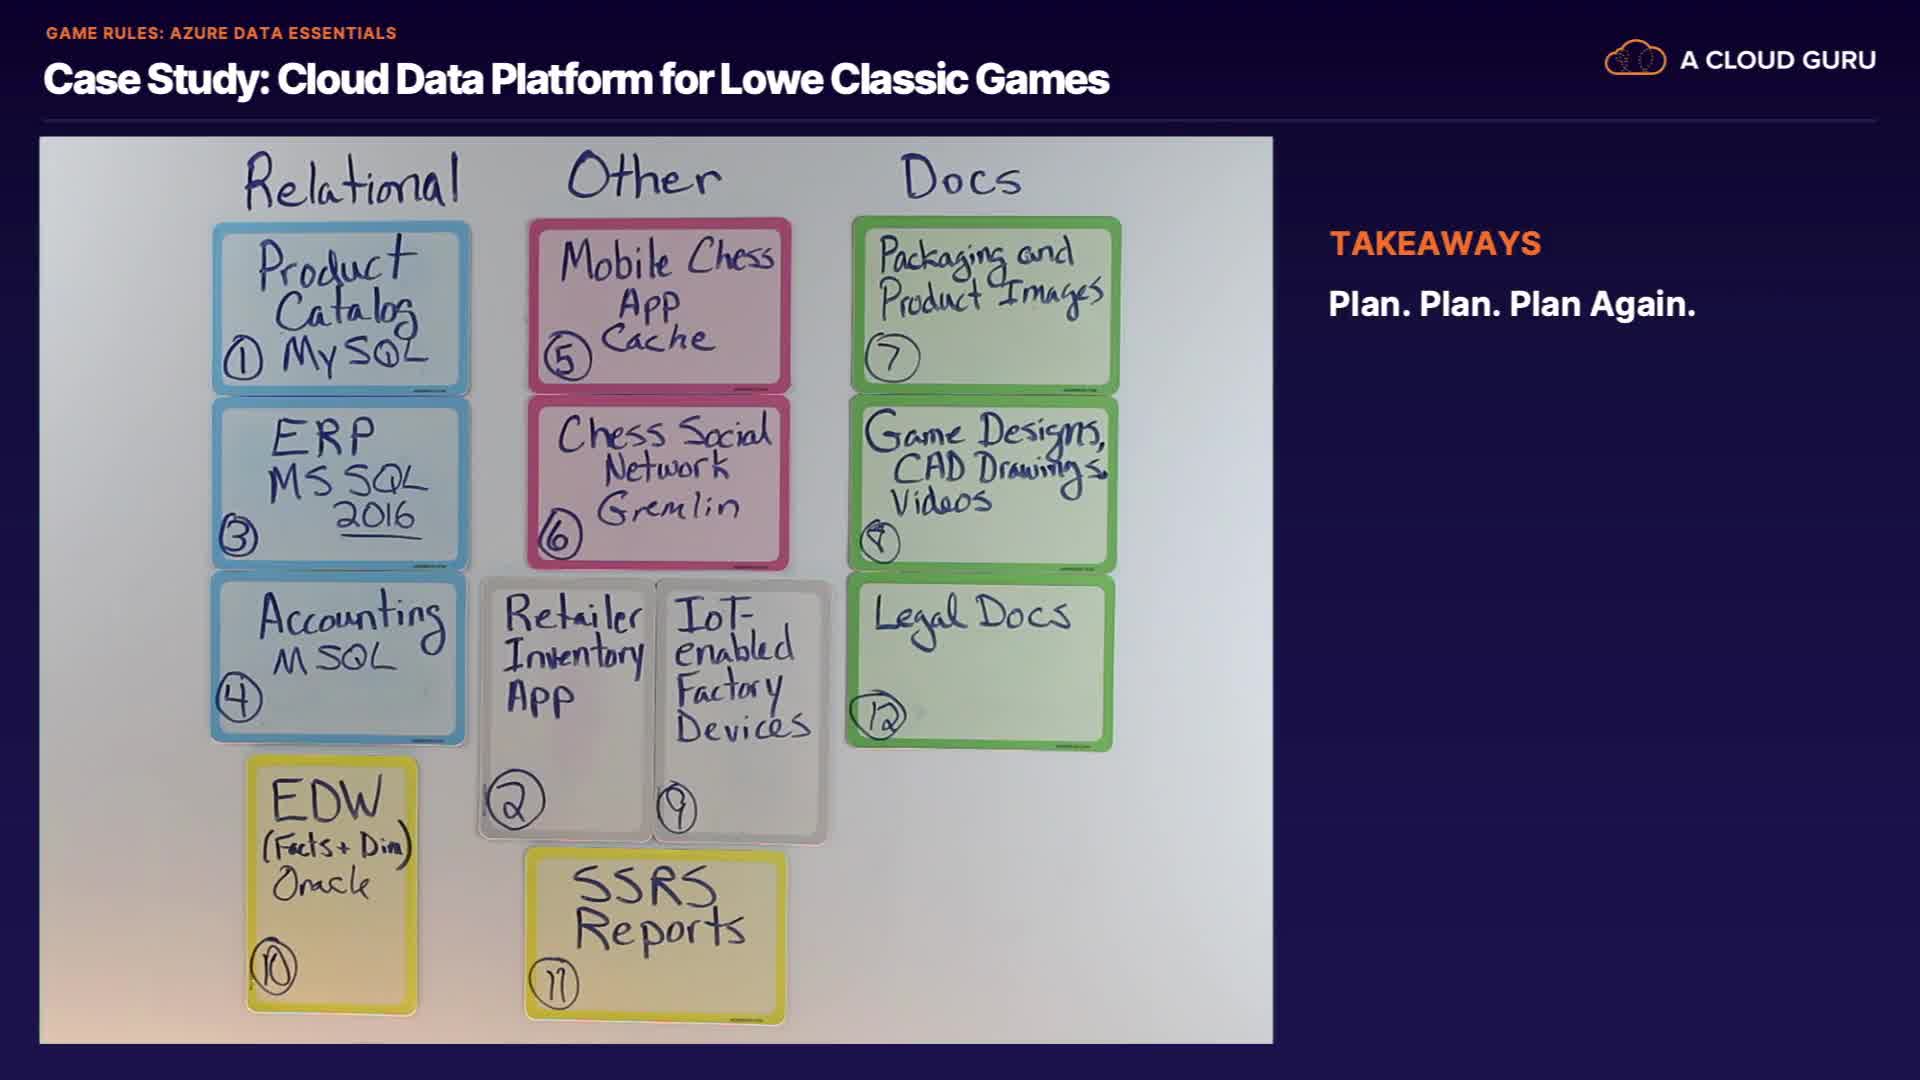 GAME RULES: AZURE DATA ESSENTIALS
Case Study: Cloud Data Platform for Lowe Classic Games
A CLOUD GURU
Relational
Product
Catalog
① MySQL
ERP
MS SQL
2016
③
Accounting
M SQL
④
EDW
(Facts + Dim)
Oracle
⑩
Other
Mobile Chess
App
⑤ Cache
Chess Social
Network
⑥ Gremlin
Retailer
Inventory
App
②
IoT-
enabled
Factory
Devices
⑨
SSRS
Reports
⑪
Docs
Packaging and
Product Images
⑦
Game Designs,
CAD Drawings,
Videos
Legal Docs
⑫
TAKEAWAYS
Plan. Plan. Plan Again.